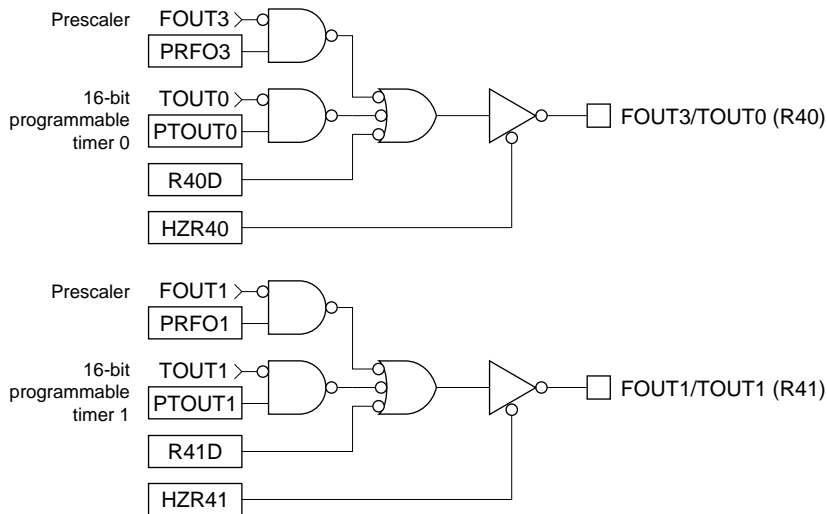 Prescaler
FOUT3
PRFO3
16-bit
programmable
timer 0
TOUT0
PTOUT0
R40D
HZR40
FOUT3/TOUT0 (R40)
Prescaler
FOUT1
PRFO1
16-bit
programmable
timer 1
TOUT1
PTOUT1
R41D
HZR41
FOUT1/TOUT1 (R41)